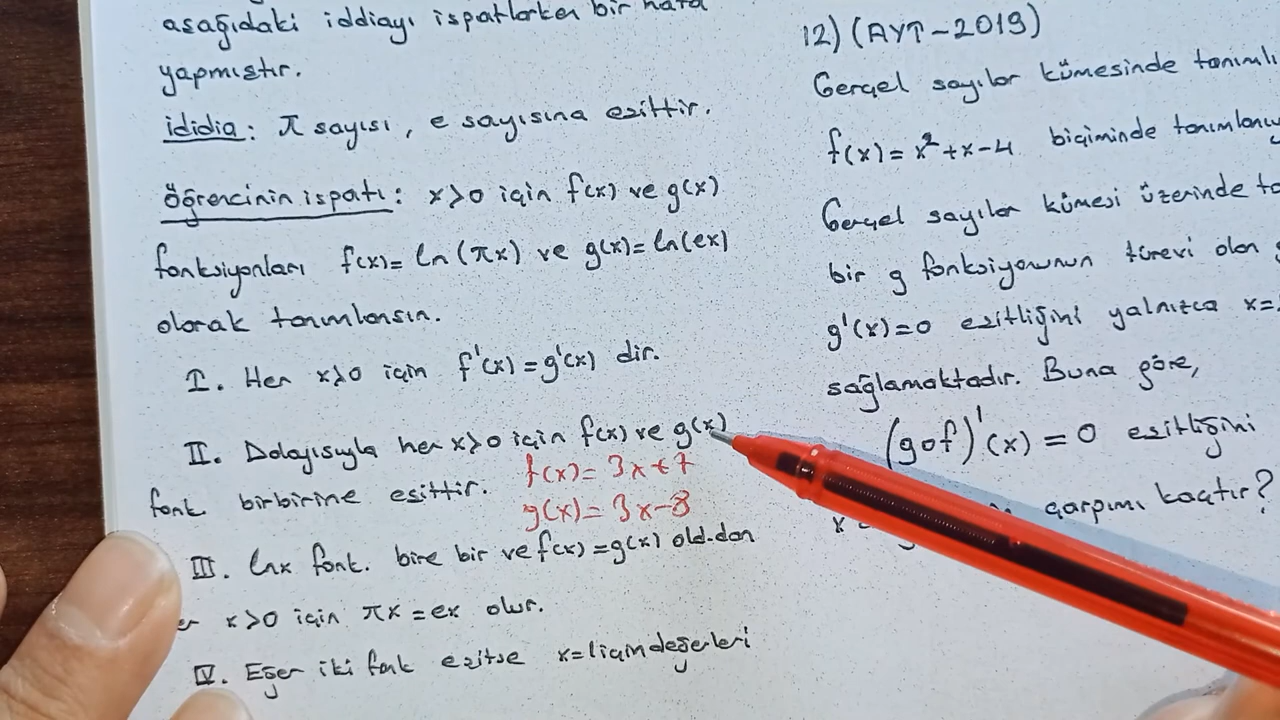 aşağıdaki iddiayı ispatlarken bir hata
yapmıştır.
ididia: π sayısı, e sayısına eşittir.
öğrencinin ispatı: x>0 için f(x) ve g(x)
fonksiyonları f(x)= ln(πx) ve g(x)= ln(ex)
olarak tanımlansın.
I. Her x>0 için f'(x)=g'(x) dir.
II. Dolayısıyla her x>0 için f(x) ve g(x)
fonk birbirine eşittir.
f(x)= 3x+7
g(x)= 3x-8
III. lnx fonk. bire bir ve f(x)=g(x) old.dan
x>0 için πx=ex olur.
IV. Eğer iki fonk eşitse x=1 için değerleri
12) (AYT-2019)
Gerçel sayılar kümesinde tanımlı
f(x)= x²+x-4 biçiminde
Gerçel sayılar kümesi üzerinde
bir g fonksiyonunun türevi olan
g'(x)=0 eşitliğini yalnızca x=
sağlamaktadır. Buna göre,
(gof)'(x)=0 eşitliğini
x çarpımı kaçtır?